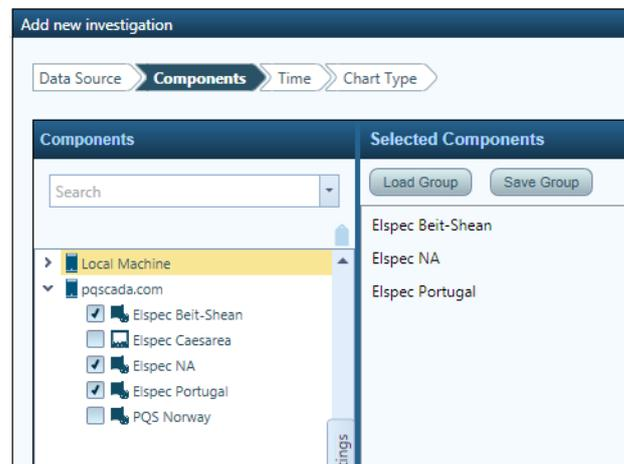 Add new investigation
Data Source Components Time Chart Type
Components
Search
Local Machine
pqscada.com
Elspec Beit-Shean
Elspec Caesarea
Elspec NA
Elspec Portugal
PQS Norway
Selected Components
Load Group Save Group
Elspec Beit-Shean
Elspec NA
Elspec Portugal